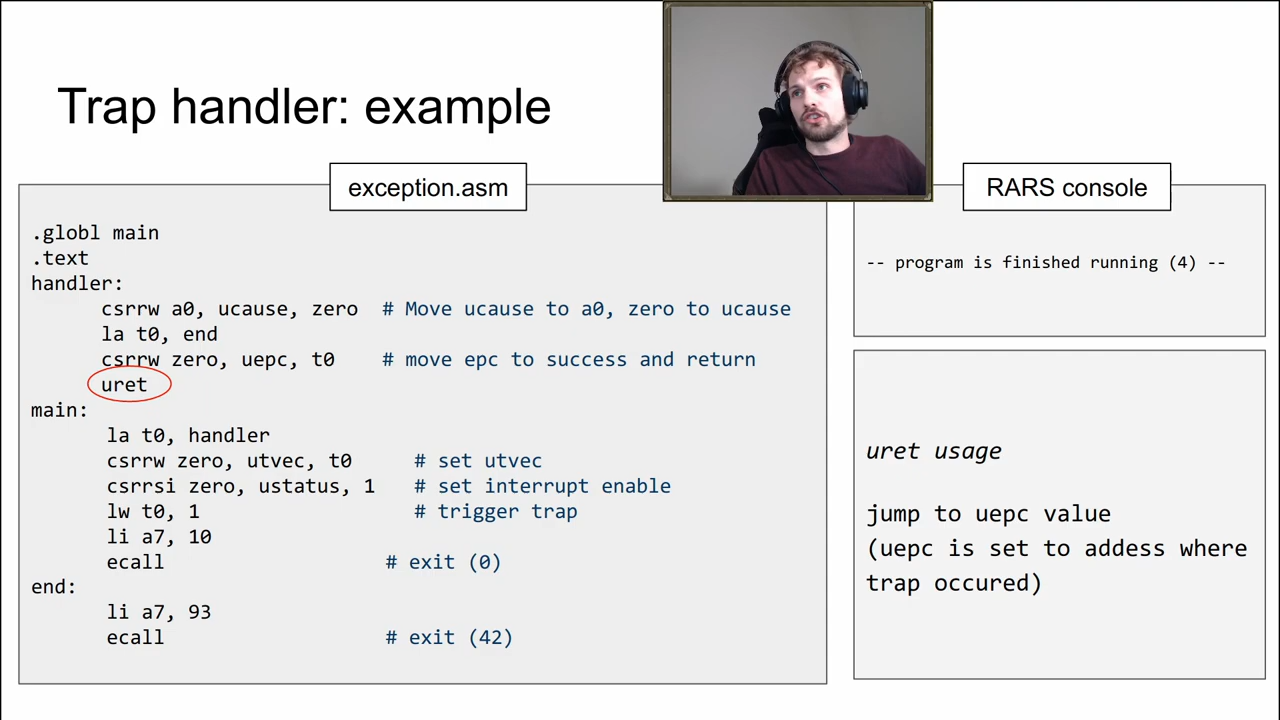 Trap handler: example
exception.asm
.globl main
.text
handler:
csrrw a0, ucause, zero # Move ucause to a0, zero to ucause
la t0, end
csrrw zero, uepc, t0 # move epc to success and return
uret
main:
la t0, handler
csrrw zero, utvec, t0 # set utvec
csrrsi zero, ustatus, 1 # set interrupt enable
lw t0, 1 # trigger trap
li a7, 10
ecall # exit (0)
end:
li a7, 93
ecall # exit (42)
RARS console
-- program is finished running (4) --
uret usage
jump to uepc value
(uepc is set to addess where
trap occured)